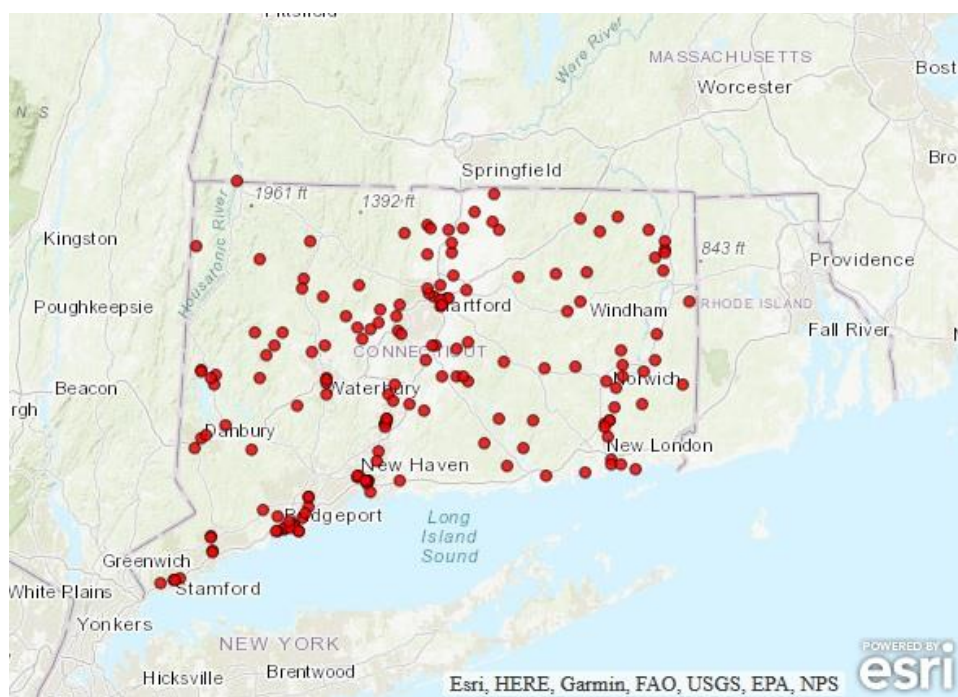 Pittsfield
Ware River
MASSACHUSETTS
Bost
Worcester
N S
Bro
Springfield
1961 ft
1392 ft
Housatonic River
Kingston
843 ft
Providence
Poughkeepsie
Hartford
Windham
RHODE ISLAND
Fall River
CONNECTICUT
Beacon
Waterbury
Norwich
rgh
Danbury
New London
New Haven
Bridgeport
Long
Island
Sound
Greenwich
White Plains
Stamford
Yonkers
NEW YORK
Hicksville
Brentwood
POWERED BY
esri
Esri, HERE, Garmin, FAO, USGS, EPA, NPS